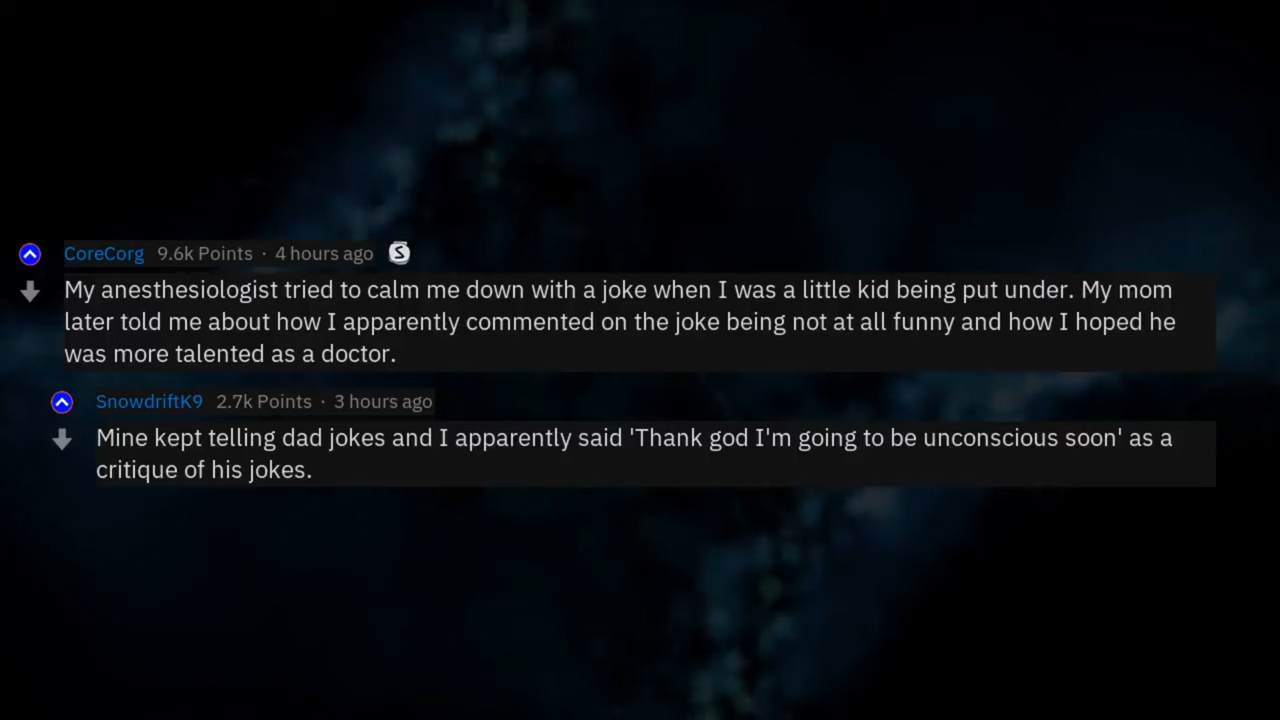 CoreCorg 9.6k Points · 4 hours ago S
My anesthesiologist tried to calm me down with a joke when I was a little kid being put under. My mom
later told me about how I apparently commented on the joke being not at all funny and how I hoped he
was more talented as a doctor.
SnowdriftK9 2.7k Points · 3 hours ago
Mine kept telling dad jokes and I apparently said 'Thank god I'm going to be unconscious soon' as a
critique of his jokes.